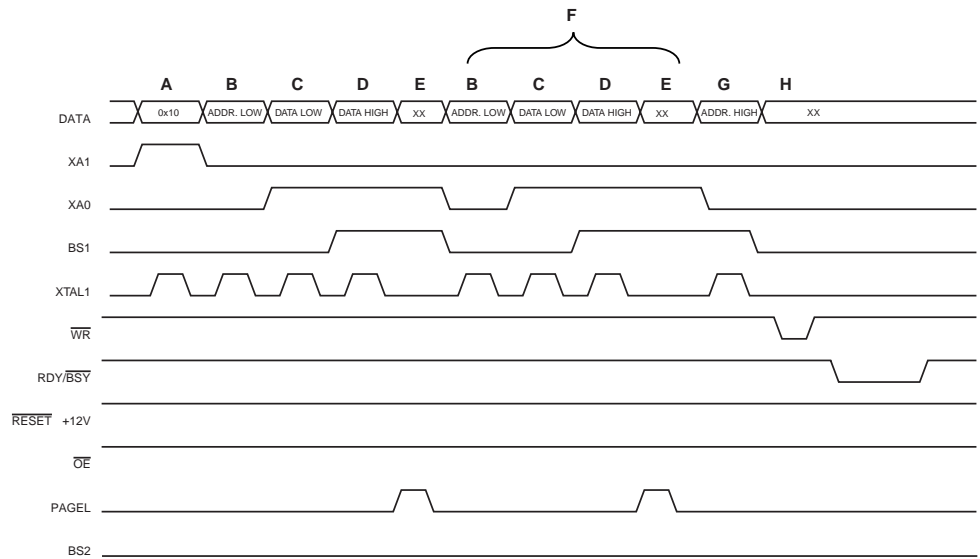 F
A B C D E B C D E G H
DATA 0x10 ADDR. LOW DATA LOW DATA HIGH XX ADDR. LOW DATA LOW DATA HIGH XX ADDR. HIGH XX
XA1
XA0
BS1
XTAL1
WR
RDY/BSY
RESET +12V
OE
PAGEL
BS2